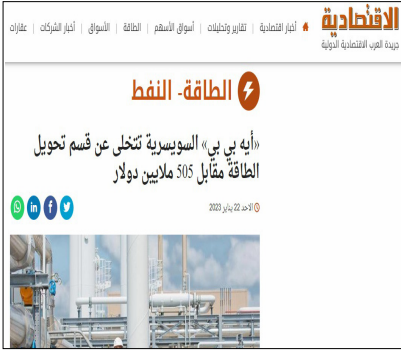 الاقتصادية
جريدة العرب الاقتصادية الدولية
أخبار اقتصادية | تقارير وتحليلات | أسواق الأسهم | الطاقة | الأسواق | أخبار الشركات | عقارات
الطاقة- النفط
«أيه بي بي» السويسرية تتخلى عن قسم تحويل
الطاقة مقابل 505 ملايين دولار
الاحد 22 يناير 2023